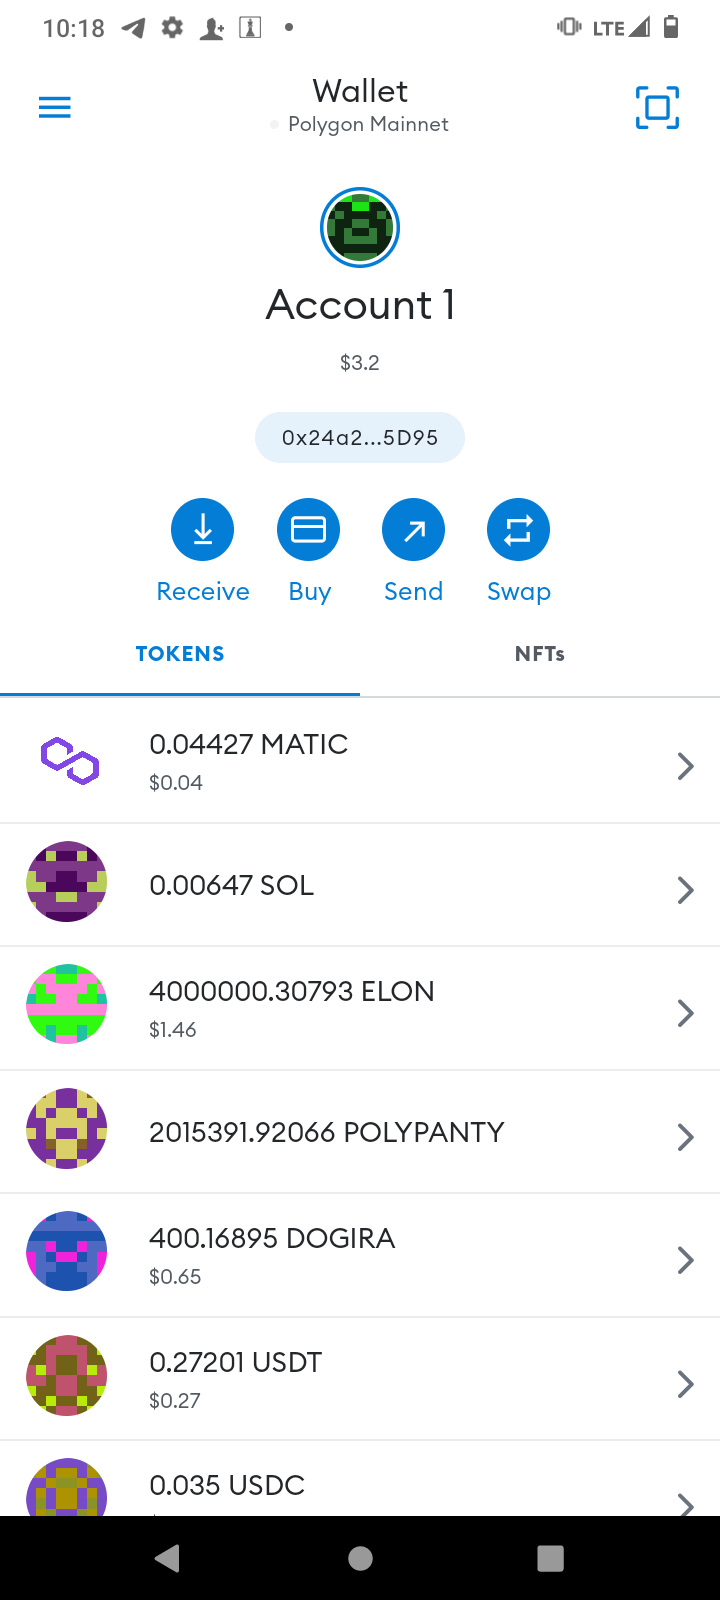 10:18
LTE
Wallet
Polygon Mainnet
Account 1
$3.2
0x24a2...5D95
Receive
Buy
Send
Swap
TOKENS
NFTs
0.04427 MATIC
$0.04
0.00647 SOL
4000000.30793 ELON
$1.46
2015391.92066 POLYPANTY
400.16895 DOGIRA
$0.65
0.27201 USDT
$0.27
0.035 USDC